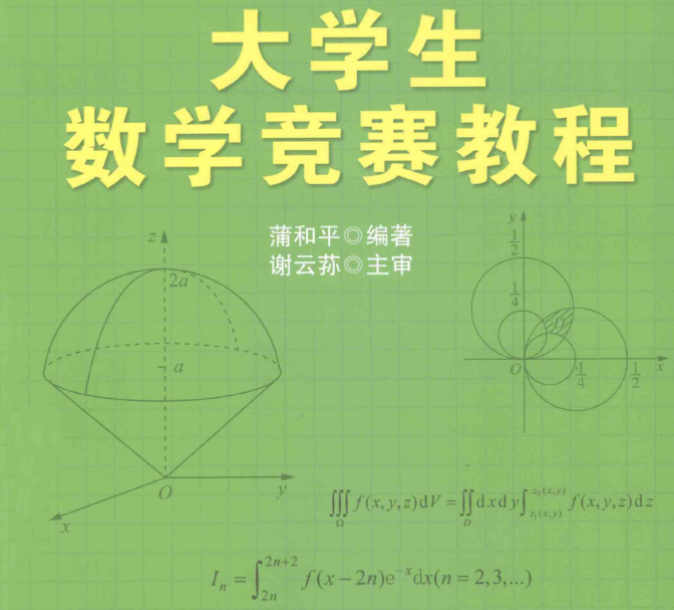 大学生
数学竞赛教程
蒲和平◎编著
谢云荪◎主审
z
2a
a
O
y
x
y
1/2
1/4
D
O
1/4
1/2
x
∭_Ω f(x,y,z)dV=∬_D dxdy∫_{z₁(x,y)}^{z₂(x,y)} f(x,y,z)dz
I_n=∫_{2n}^{2n+2} f(x-2n)e^{-x}dx(n=2,3,...)